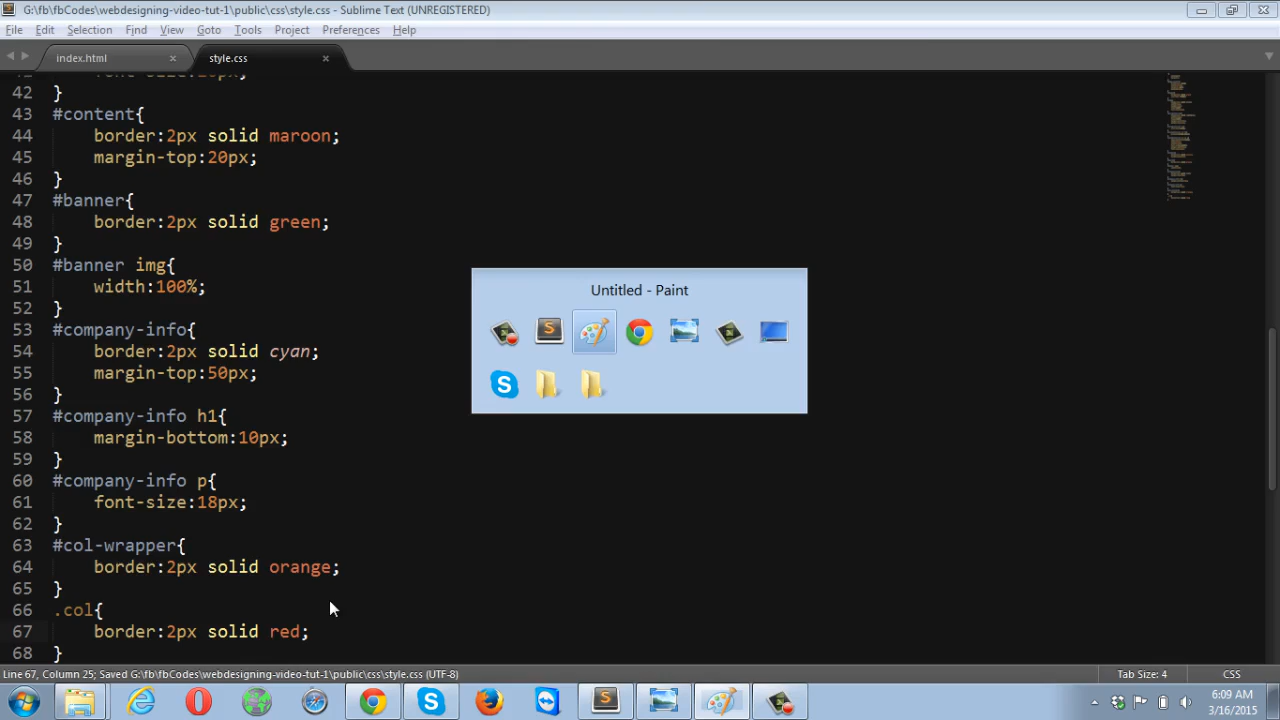 G:\fb\fbCodes\webdesigning-video-tut-1\public\css\style.css - Sublime Text (UNREGISTERED)
File Edit Selection Find View Goto Tools Project Preferences Help
index.html style.css
42 }
43 #content{
44 border:2px solid maroon;
45 margin-top:20px;
46 }
47 #banner{
48 border:2px solid green;
49 }
50 #banner img{
51 width:100%;
52 }
53 #company-info{
54 border:2px solid cyan;
55 margin-top:50px;
56 }
57 #company-info h1{
58 margin-bottom:10px;
59 }
60 #company-info p{
61 font-size:18px;
62 }
63 #col-wrapper{
64 border:2px solid orange;
65 }
66 .col{
67 border:2px solid red;
68 }
Untitled - Paint
Line 67, Column 25; Saved G:\fb\fbCodes\webdesigning-video-tut-1\public\css\style.css (UTF-8) Tab Size: 4 CSS
6:09 AM
3/16/2015